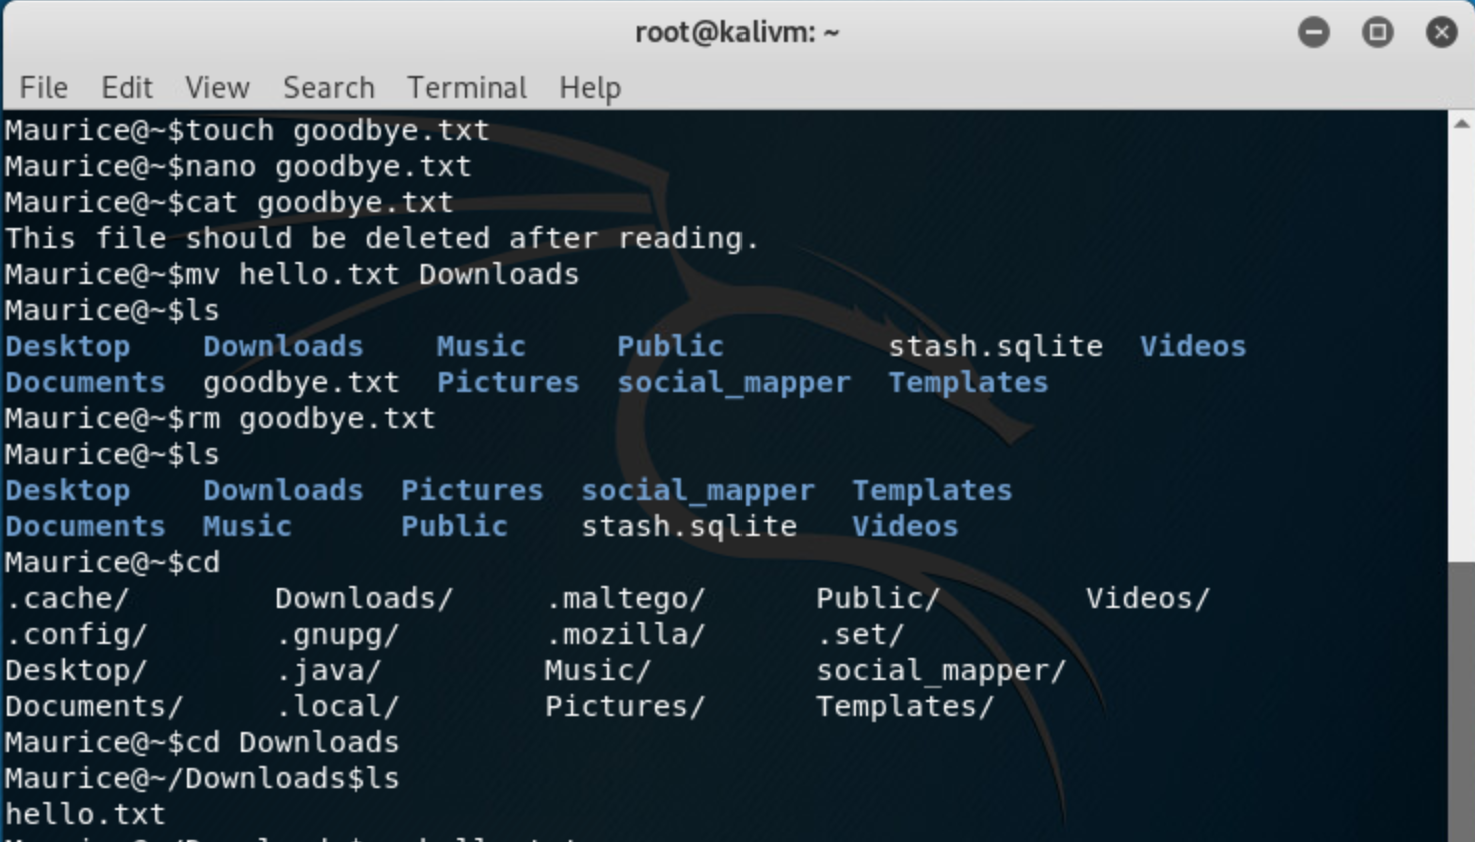 root@kalivm: ~
File Edit View Search Terminal Help
Maurice@~$touch goodbye.txt
Maurice@~$nano goodbye.txt
Maurice@~$cat goodbye.txt
This file should be deleted after reading.
Maurice@~$mv hello.txt Downloads
Maurice@~$ls
Desktop Downloads Music Public stash.sqlite Videos
Documents goodbye.txt Pictures social_mapper Templates
Maurice@~$rm goodbye.txt
Maurice@~$ls
Desktop Downloads Pictures social_mapper Templates
Documents Music Public stash.sqlite Videos
Maurice@~$cd
.cache/ Downloads/ .maltego/ Public/ Videos/
.config/ .gnupg/ .mozilla/ .set/
Desktop/ .java/ Music/ social_mapper/
Documents/ .local/ Pictures/ Templates/
Maurice@~$cd Downloads
Maurice@~/Downloads$ls
hello.txt